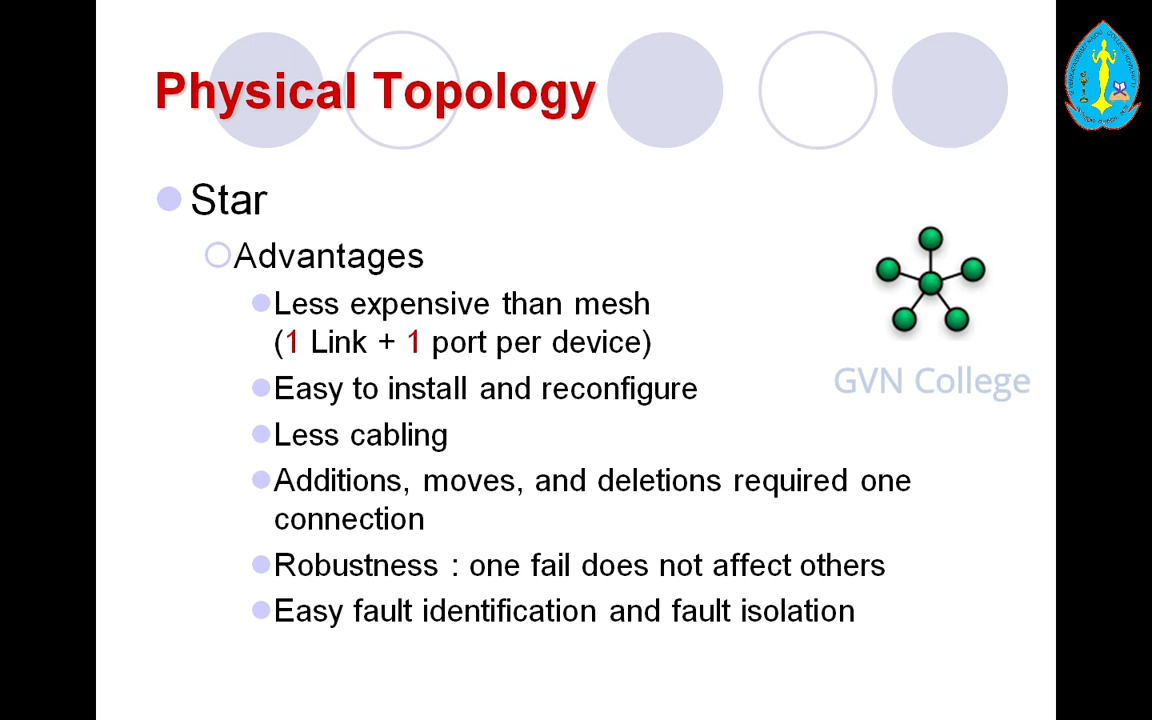 Physical Topology
Star
Advantages
Less expensive than mesh
(1 Link + 1 port per device)
Easy to install and reconfigure
GVN College
Less cabling
Additions, moves, and deletions required one
connection
Robustness : one fail does not affect others
Easy fault identification and fault isolation